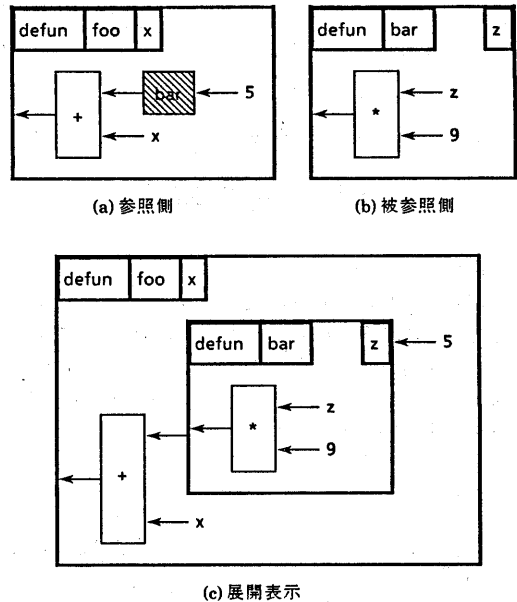 defun foo x
bar 5
+
x
(a) 参照側
defun bar z
z
*
9
(b) 被参照側
defun foo x
defun bar z 5
z
*
9
+
x
(c) 展開表示